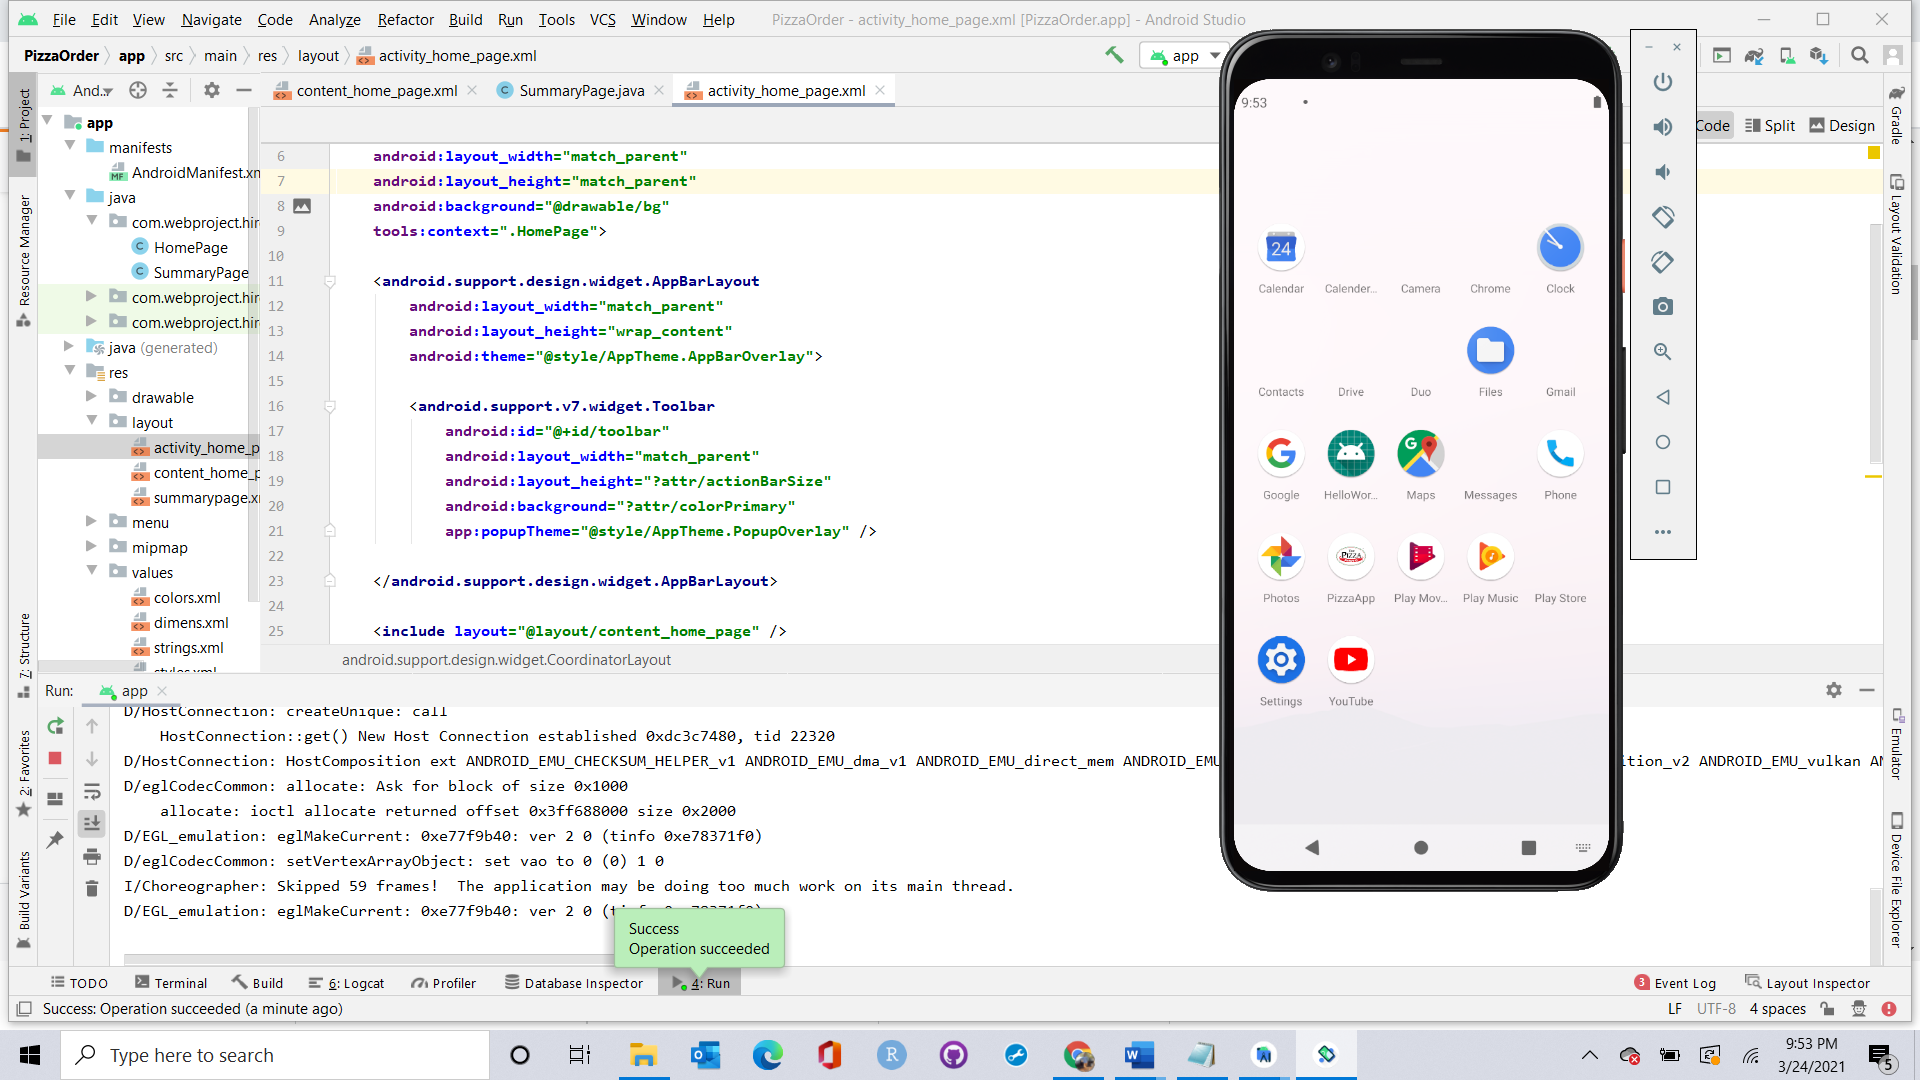 File Edit View Navigate Code Analyze Refactor Build Run Tools VCS Window Help PizzaOrder - activity_home_page.xml [PizzaOrder.app] - Android Studio
PizzaOrder app src main res layout activity_home_page.xml
app
And...
content_home_page.xml
SummaryPage.java
activity_home_page.xml
Code Split Design
1: Project
Resource Manager
7: Structure
2: Favorites
Build Variants
app
manifests
AndroidManifest.xm
java
com.webproject.hir
HomePage
SummaryPage
com.webproject.hir
com.webproject.hir
java (generated)
res
drawable
layout
activity_home_p
content_home_p
summarypage.x
menu
mipmap
values
colors.xml
dimens.xml
strings.xml
styles.xml
6 android:layout_width="match_parent"
7 android:layout_height="match_parent"
8 android:background="@drawable/bg"
9 tools:context=".HomePage">
10
11 <android.support.design.widget.AppBarLayout
12 android:layout_width="match_parent"
13 android:layout_height="wrap_content"
14 android:theme="@style/AppTheme.AppBarOverlay">
15
16 <android.support.v7.widget.Toolbar
17 android:id="@+id/toolbar"
18 android:layout_width="match_parent"
19 android:layout_height="?attr/actionBarSize"
20 android:background="?attr/colorPrimary"
21 app:popupTheme="@style/AppTheme.PopupOverlay" />
22
23 </android.support.design.widget.AppBarLayout>
24
25 <include layout="@layout/content_home_page" />
android.support.design.widget.CoordinatorLayout
9:53
24
Calendar Calender... Camera Chrome Clock
Contacts Drive Duo Files Gmail
Google HelloWor... Maps Messages Phone
PIZZA
Photos PizzaApp Play Mov... Play Music Play Store
Settings YouTube
Gradle
Layout Validation
Emulator
Device File Explorer
Run: app
D/HostConnection: createUnique: call
HostConnection::get() New Host Connection established 0xdc3c7480, tid 22320
D/HostConnection: HostComposition ext ANDROID_EMU_CHECKSUM_HELPER_v1 ANDROID_EMU_dma_v1 ANDROID_EMU_direct_mem ANDROID_EMU ition_v2 ANDROID_EMU_vulkan AN
D/eglCodecCommon: allocate: Ask for block of size 0x1000
allocate: ioctl allocate returned offset 0x3ff688000 size 0x2000
D/EGL_emulation: eglMakeCurrent: 0xe77f9b40: ver 2 0 (tinfo 0xe78371f0)
D/eglCodecCommon: setVertexArrayObject: set vao to 0 (0) 1 0
I/Choreographer: Skipped 59 frames! The application may be doing too much work on its main thread.
D/EGL_emulation: eglMakeCurrent: 0xe77f9b40: ver 2 0 (tinfo 0xe78371f0)
Success
Operation succeeded
TODO Terminal Build 6: Logcat Profiler Database Inspector 4: Run 3 Event Log Layout Inspector
Success: Operation succeeded (a minute ago) LF UTF-8 4 spaces
Type here to search
9:53 PM
3/24/2021
5